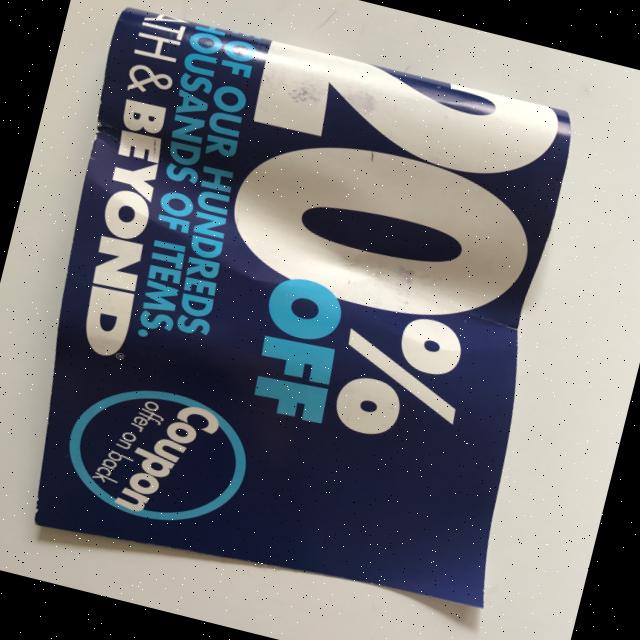 20%
OFF
OF OUR HUNDREDS
OUSANDS OF ITEMS.
TH & BEYOND®
Coupon
offer on back